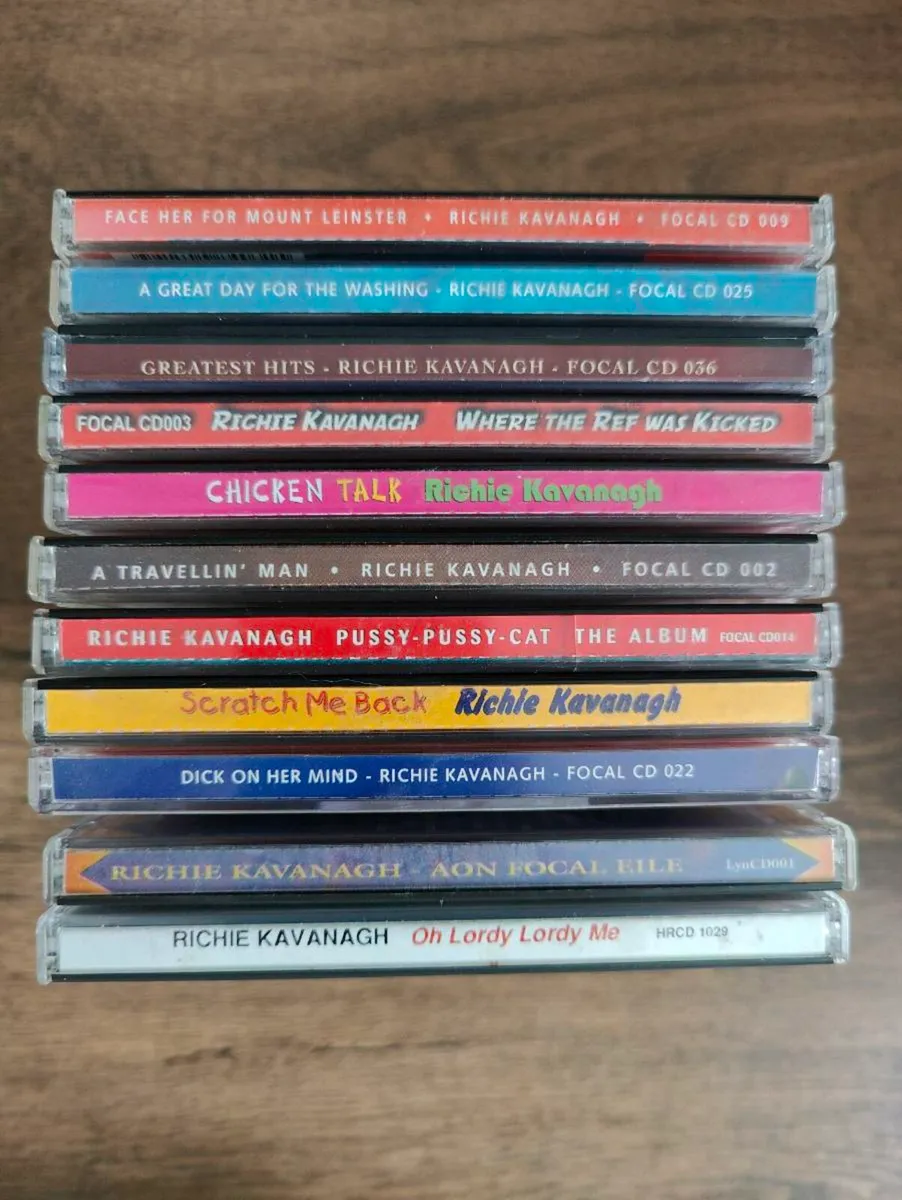 FACE HER FOR MOUNT LEINSTER • RICHIE KAVANAGH • FOCAL CD 009
A GREAT DAY FOR THE WASHING - RICHIE KAVANAGH - FOCAL CD 025
GREATEST HITS - RICHIE KAVANAGH - FOCAL CD 036
FOCAL CD003 RICHIE KAVANAGH WHERE THE REF WAS KICKED
CHICKEN TALK Richie Kavanagh
A TRAVELLIN' MAN • RICHIE KAVANAGH • FOCAL CD 002
RICHIE KAVANAGH PUSSY-PUSSY-CAT THE ALBUM FOCAL CD014
Scratch Me Back Richie Kavanagh
DICK ON HER MIND - RICHIE KAVANAGH - FOCAL CD 022
RICHIE KAVANAGH - AON FOCAL EILE LynCD001
RICHIE KAVANAGH Oh Lordy Lordy Me HRCD 1029